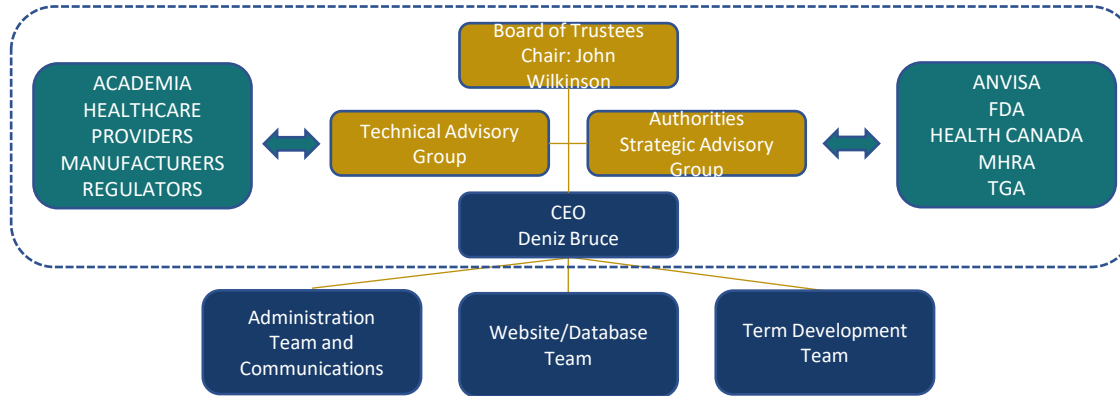 Board of Trustees
Chair: John
Wilkinson
ACADEMIA
HEALTHCARE
PROVIDERS
MANUFACTURERS
REGULATORS
Technical Advisory
Group
Authorities
Strategic Advisory
Group
ANVISA
FDA
HEALTH CANADA
MHRA
TGA
CEO
Deniz Bruce
Administration
Team and
Communications
Website/Database
Team
Term Development
Team